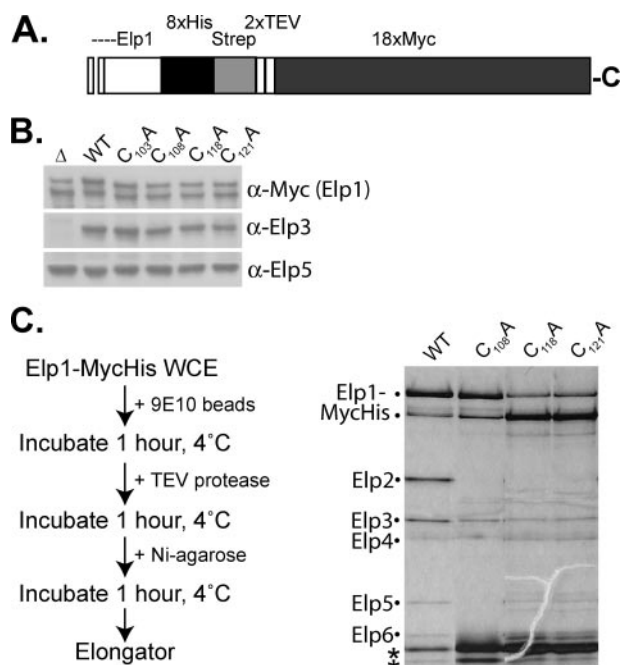 A.
8xHis 2xTEV
----Elp1 Strep 18xMyc
-C
B.
Δ WT C₁₀₃A C₁₀₈A C₁₁₈A C₁₂₁A
α-Myc (Elp1)
α-Elp3
α-Elp5
C.
Elp1-MycHis WCE
+ 9E10 beads
Incubate 1 hour, 4˚C
+ TEV protease
Incubate 1 hour, 4˚C
+ Ni-agarose
Incubate 1 hour, 4˚C
Elongator
WT C₁₀₈A C₁₁₈A C₁₂₁A
Elp1-
MycHis
Elp2
Elp3
Elp4
Elp5
Elp6
*